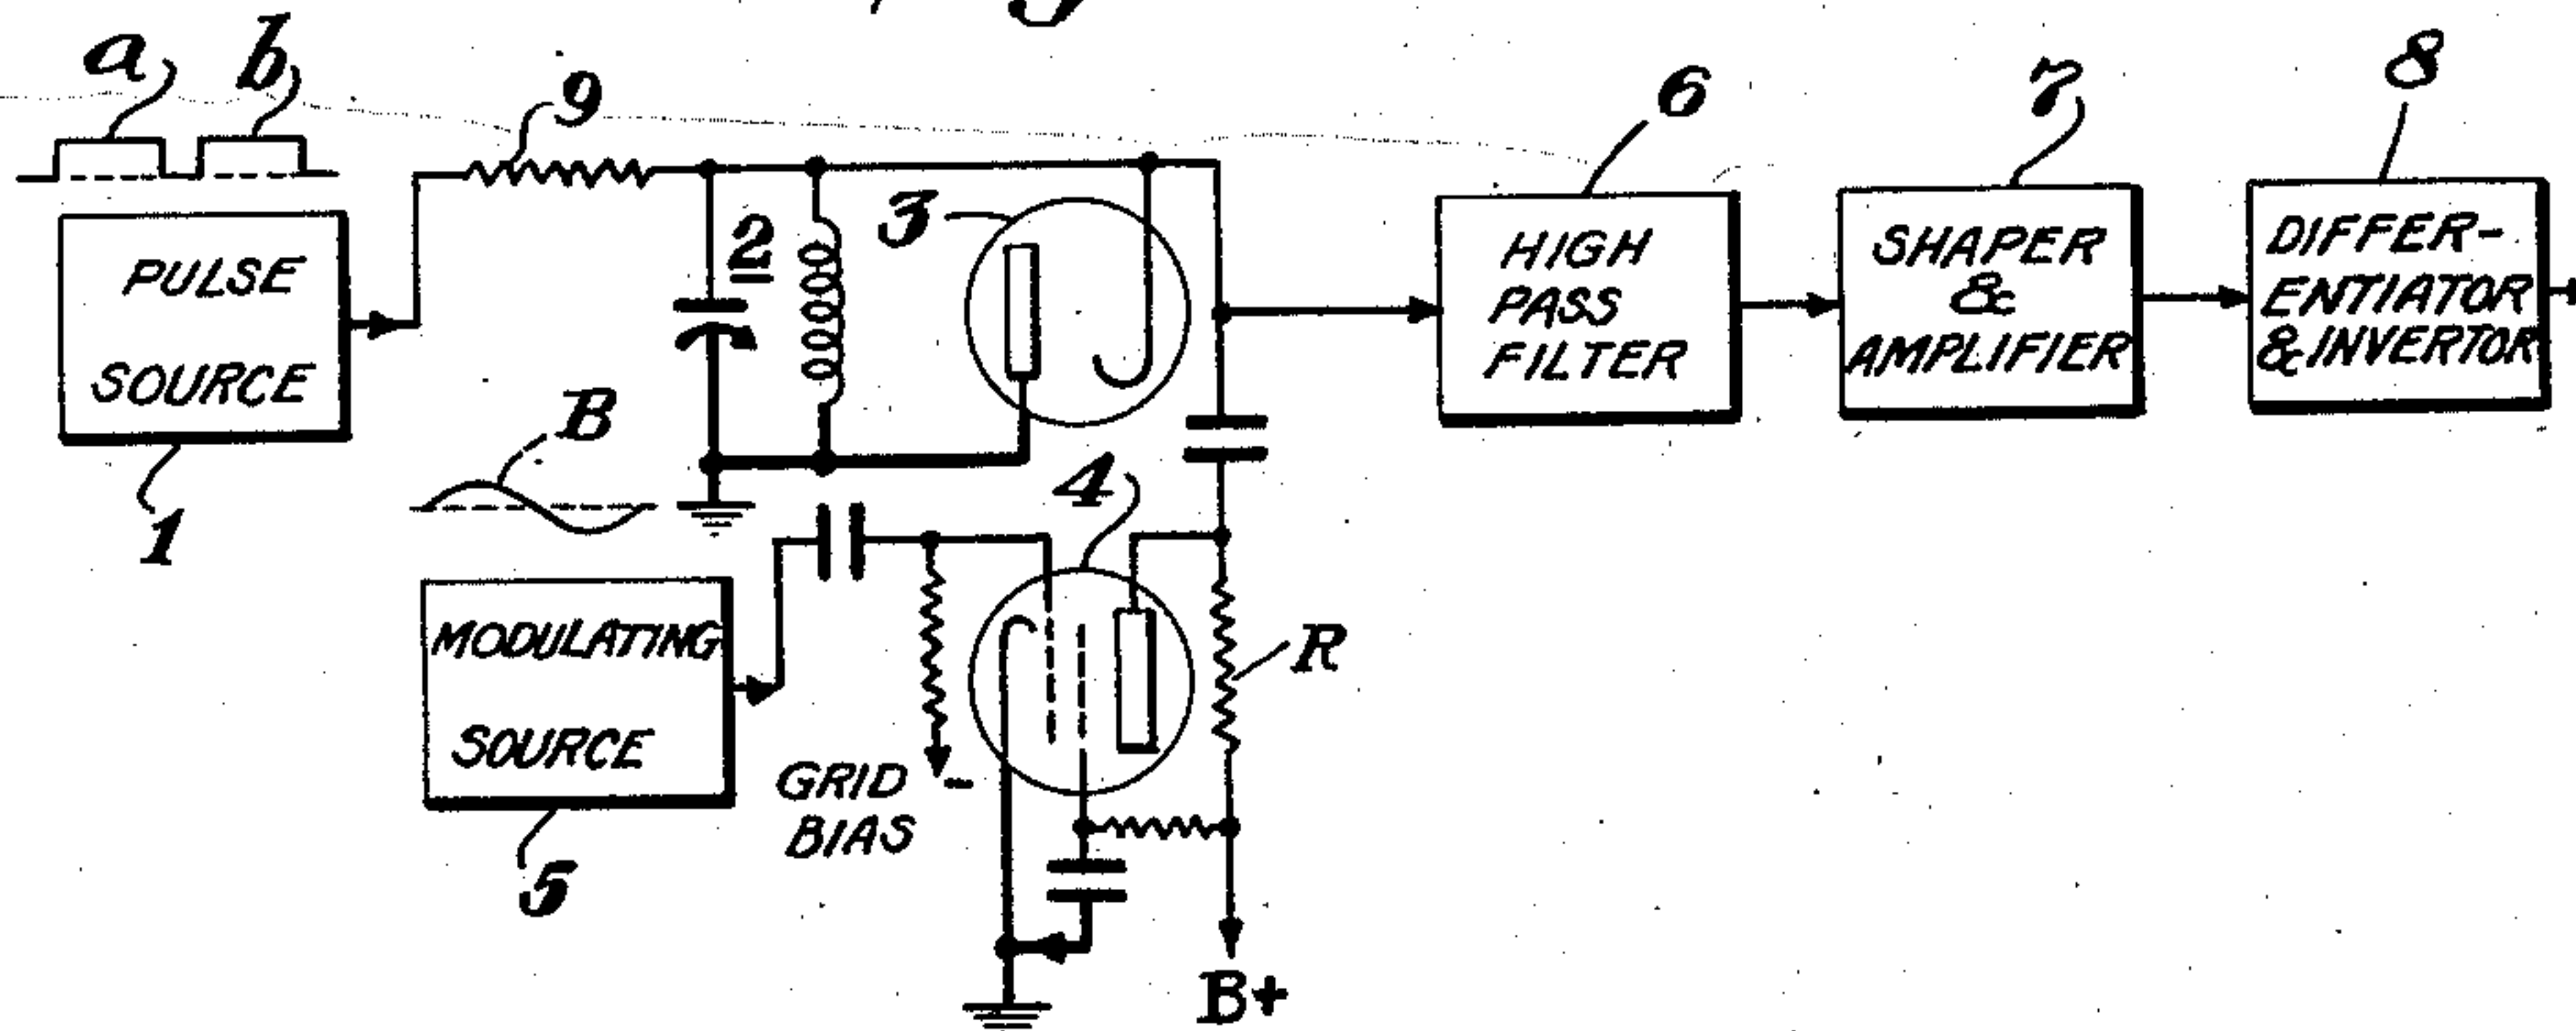 a
b
9
6
7
8
PULSE
SOURCE
1
2
3
HIGH
PASS
FILTER
SHAPER
&
AMPLIFIER
DIFFER-
ENTIATOR
& INVERTOR
B
4
MODULATING
SOURCE
5
GRID
BIAS
-
R
B+